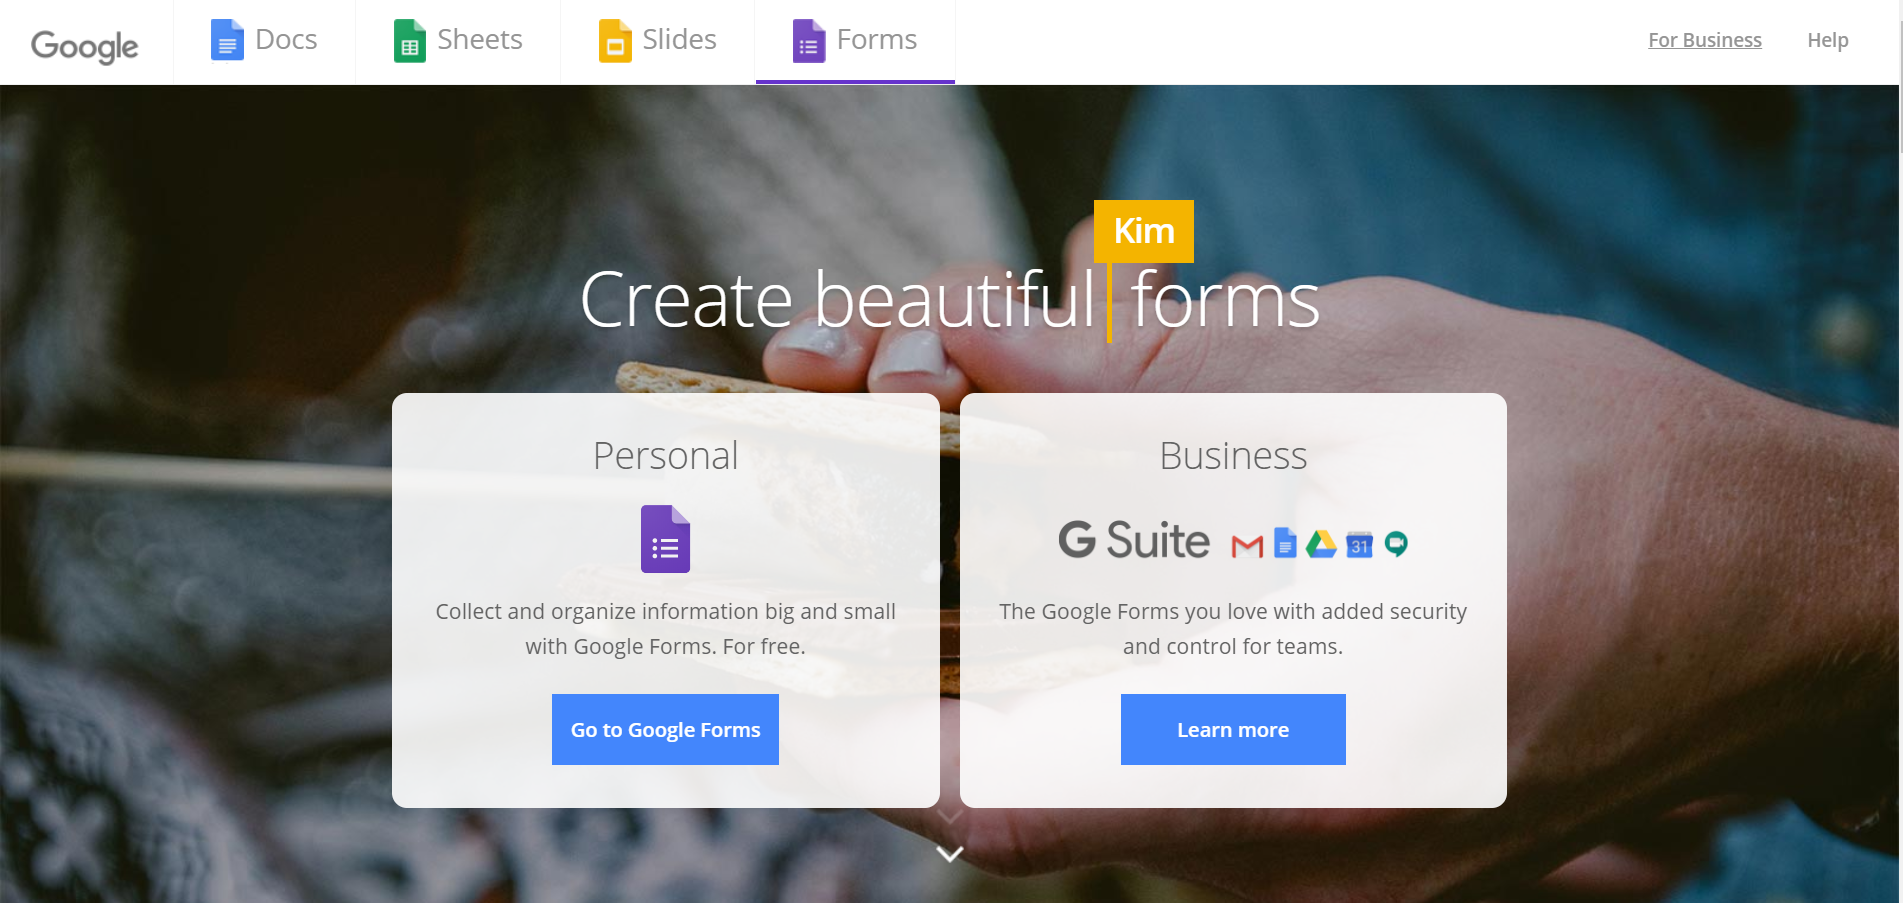 Google
Docs
Sheets
Slides
Forms
For Business
Help
Kim
Create beautiful forms
Personal
Collect and organize information big and small
with Google Forms. For free.
Go to Google Forms
Business
G Suite
31
The Google Forms you love with added security
and control for teams.
Learn more